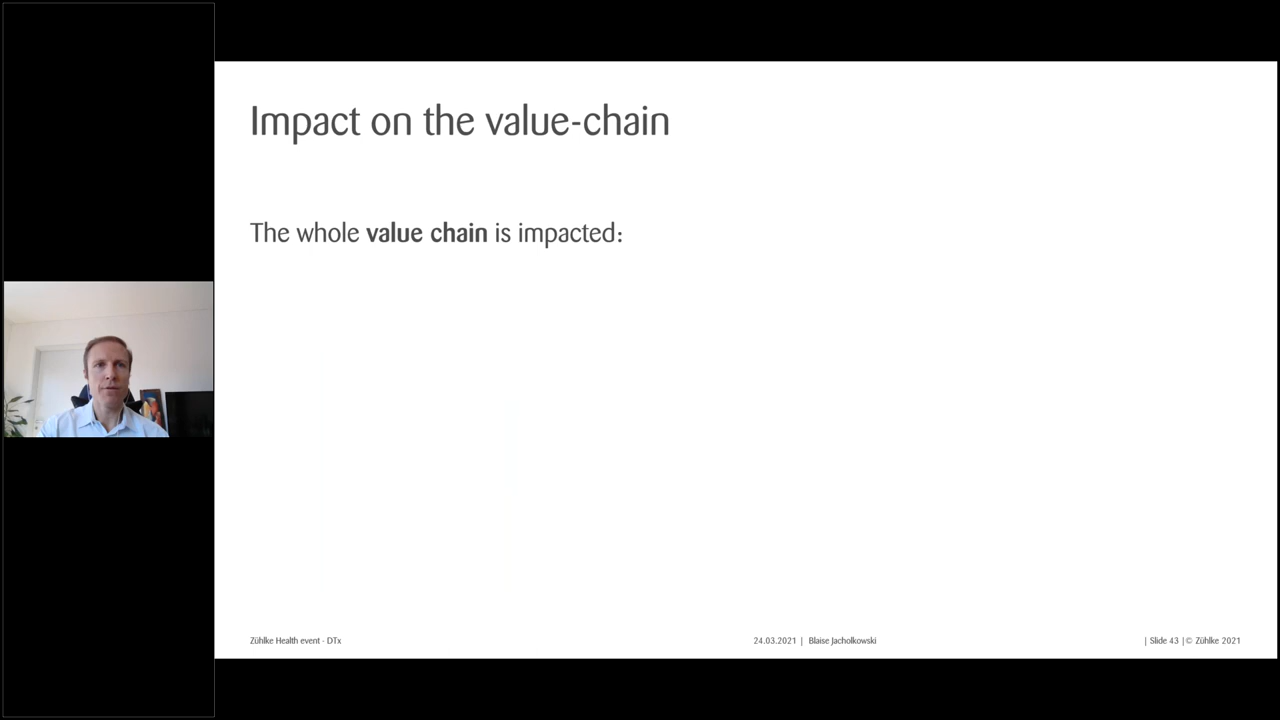 Impact on the value-chain
The whole value chain is impacted:
Zühlke Health event - DTx
24.03.2021 | Blaise Jacholkowski
| Slide 43 | © Zühlke 2021